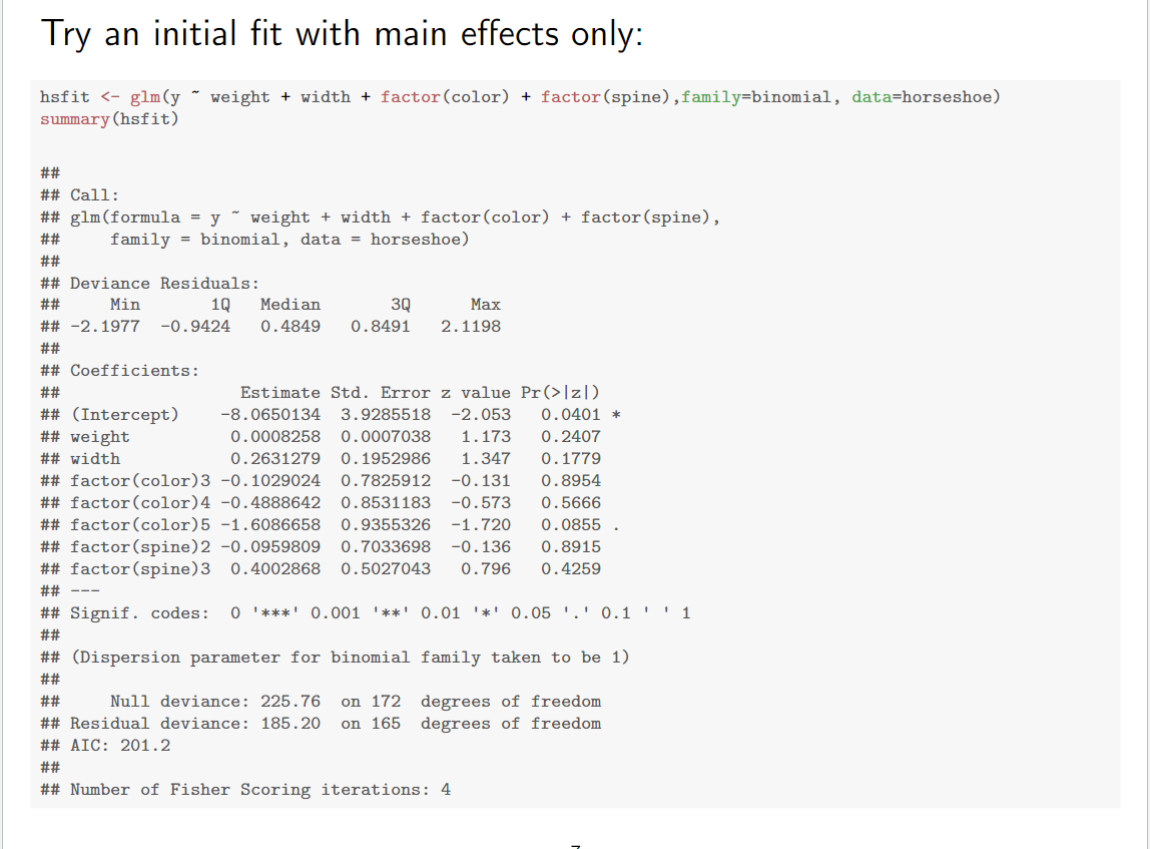 Try an initial fit with main effects only:
hsfit <- glm(y ~ weight + width + factor(color) + factor(spine),family=binomial, data=horseshoe)
summary(hsfit)
##
## Call:
## glm(formula = y ~ weight + width + factor(color) + factor(spine),
##     family = binomial, data = horseshoe)
##
## Deviance Residuals:
##     Min       1Q   Median       3Q      Max
## -2.1977  -0.9424   0.4849   0.8491   2.1198
##
## Coefficients:
##                  Estimate Std. Error z value Pr(>|z|)
## (Intercept)    -8.0650134  3.9285518  -2.053   0.0401 *
## weight          0.0008258  0.0007038   1.173   0.2407
## width           0.2631279  0.1952986   1.347   0.1779
## factor(color)3 -0.1029024  0.7825912  -0.131   0.8954
## factor(color)4 -0.4888642  0.8531183  -0.573   0.5666
## factor(color)5 -1.6086658  0.9355326  -1.720   0.0855 .
## factor(spine)2 -0.0959809  0.7033698  -0.136   0.8915
## factor(spine)3  0.4002868  0.5027043   0.796   0.4259
## ---
## Signif. codes:  0 '***' 0.001 '**' 0.01 '*' 0.05 '.' 0.1 ' ' 1
##
## (Dispersion parameter for binomial family taken to be 1)
##
##     Null deviance: 225.76  on 172  degrees of freedom
## Residual deviance: 185.20  on 165  degrees of freedom
## AIC: 201.2
##
## Number of Fisher Scoring iterations: 4